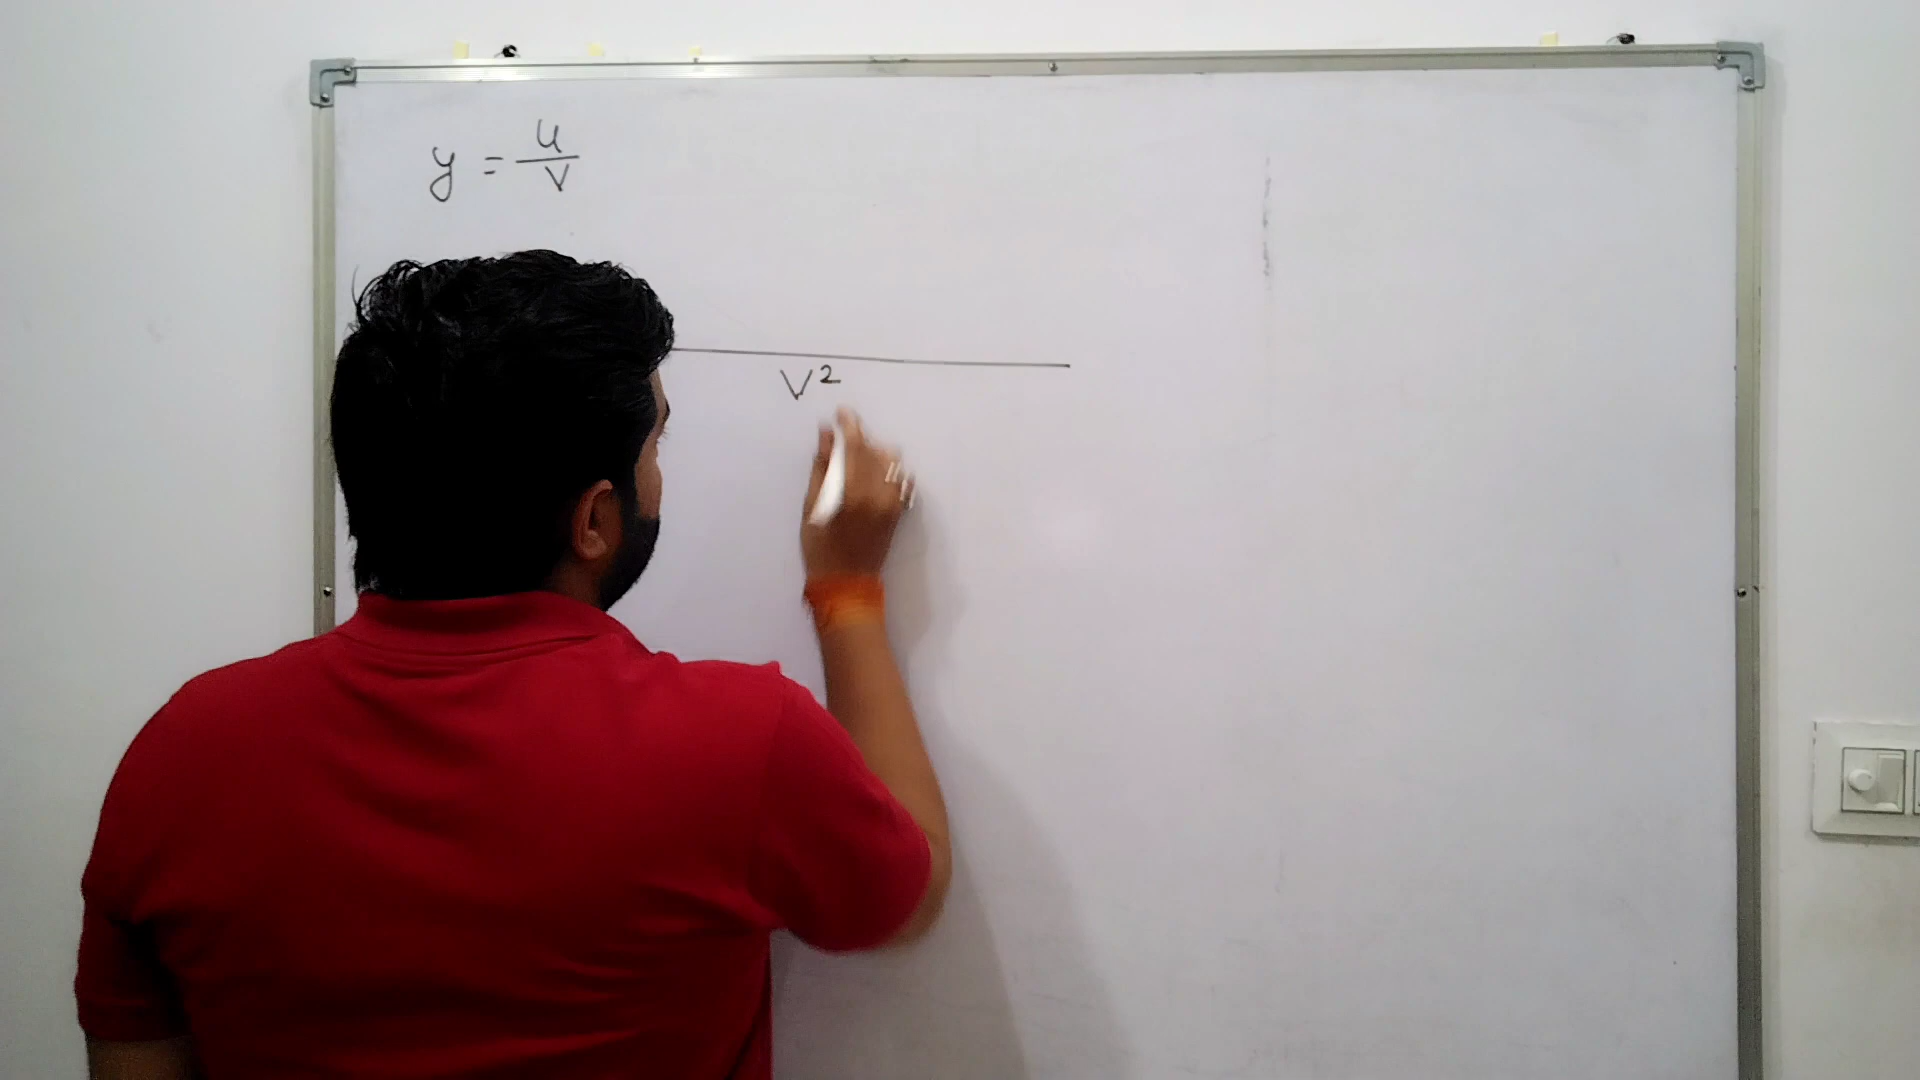 y = u/v
v²